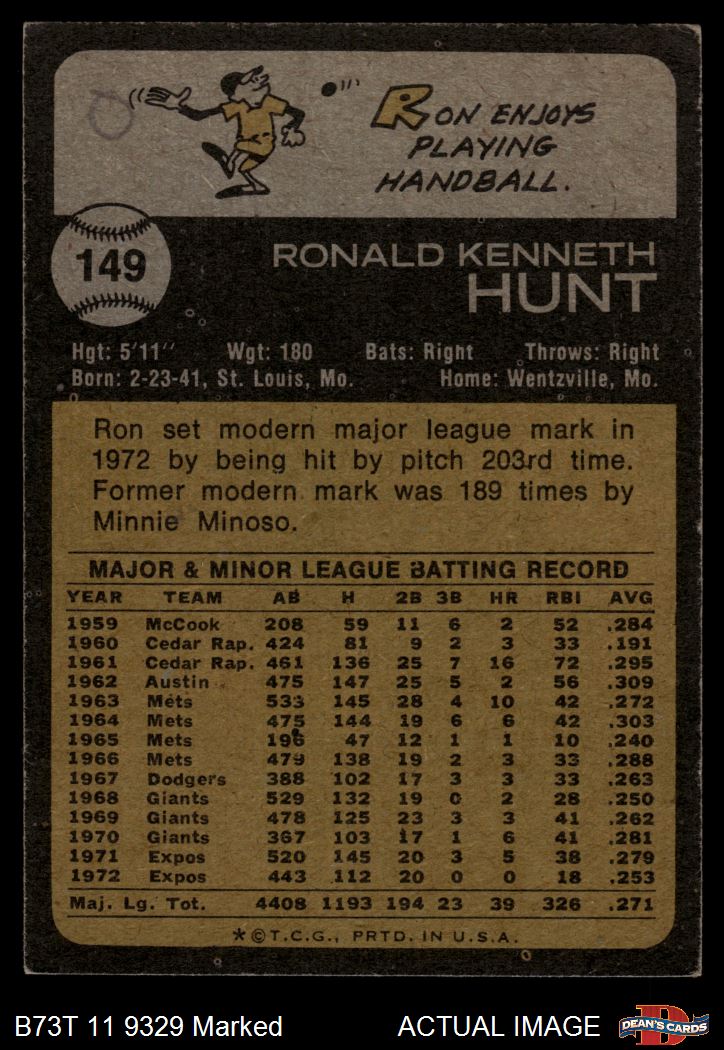 RON ENJOYS
PLAYING
HANDBALL.
149
RONALD KENNETH
HUNT
Hgt: 5'11" Wgt: 180 Bats: Right Throws: Right
Born: 2-23-41, St. Louis, Mo. Home: Wentzville, Mo.
Ron set modern major league mark in
1972 by being hit by pitch 203rd time.
Former modern mark was 189 times by
Minnie Minoso.
MAJOR & MINOR LEAGUE BATTING RECORD
YEAR TEAM AB H 2B 3B HR RBI AVG
1959 McCook 208 59 11 6 2 52 .284
1960 Cedar Rap. 424 81 9 2 3 33 .191
1961 Cedar Rap. 461 136 25 7 16 72 .295
1962 Austin 475 147 25 5 2 56 .309
1963 Mets 533 145 28 4 10 42 .272
1964 Mets 475 144 19 6 6 42 .303
1965 Mets 196 47 12 1 1 10 .240
1966 Mets 479 138 19 2 3 33 .288
1967 Dodgers 388 102 17 3 3 33 .263
1968 Giants 529 132 19 0 2 28 .250
1969 Giants 478 125 23 3 3 41 .262
1970 Giants 367 103 17 1 6 41 .281
1971 Expos 520 145 20 3 5 38 .279
1972 Expos 443 112 20 0 0 18 .253
Maj. Lg. Tot. 4408 1193 194 23 39 326 .271
*©T.C.G., PRTD. IN U.S.A.
B73T 11 9329 Marked ACTUAL IMAGE
D
DEAN'S CARDS